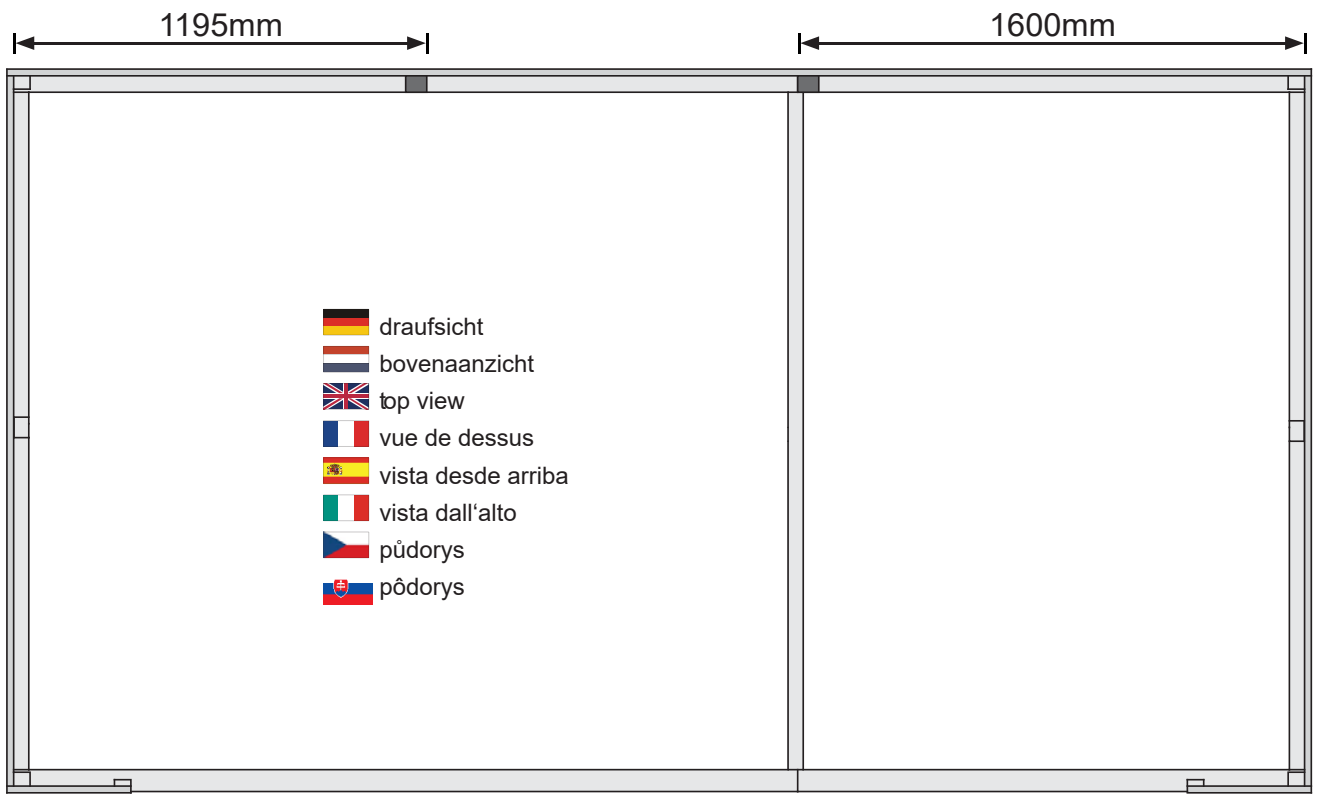 1195mm
1600mm
draufsicht
bovenaanzicht
top view
vue de dessus
vista desde arriba
vista dall‘alto
půdorys
pôdorys